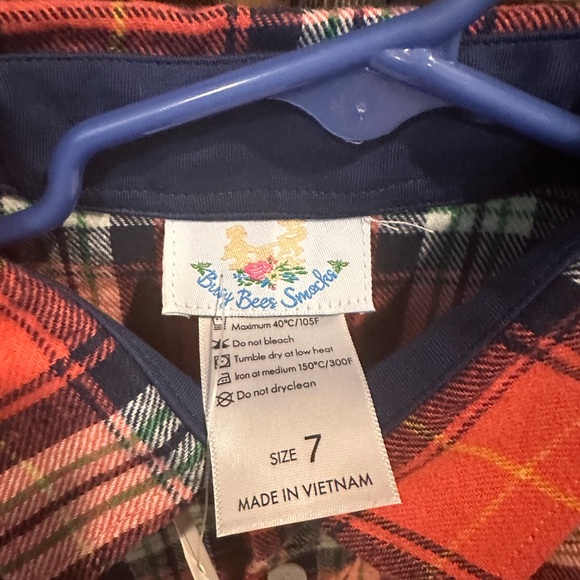 Busy Bees Smocks
Maximum 40°C/105F
Do not bleach
Tumble dry at low heat
Iron at medium 150°C/300F
Do not dryclean
SIZE 7
MADE IN VIETNAM